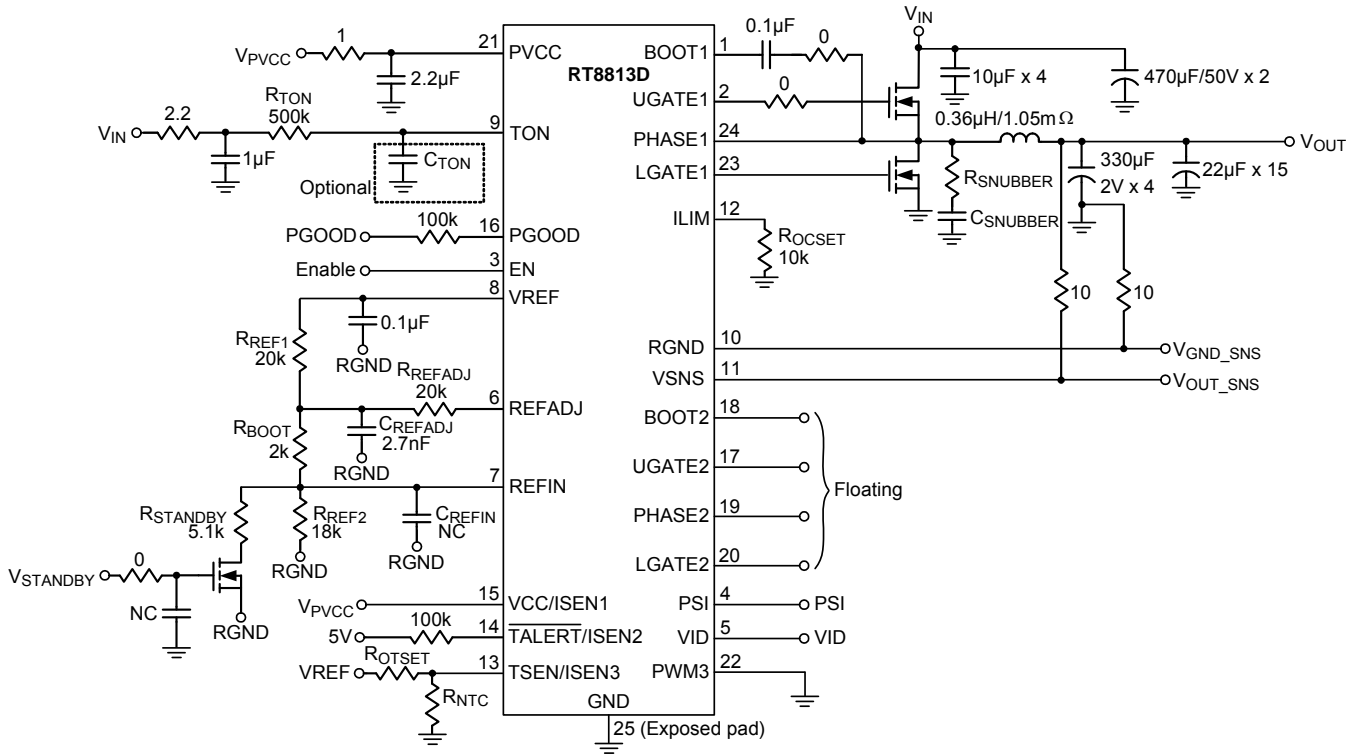 V_IN
V_PVCC
1
21
PVCC
2.2µF
RT8813D
BOOT1
1
0.1µF
0
10µF x 4
470µF/50V x 2
UGATE1
2
0
V_IN
2.2
R_TON
500k
1µF
9
TON
C_TON
Optional
PHASE1
24
0.36µH/1.05mΩ
V_OUT
LGATE1
23
R_SNUBBER
C_SNUBBER
330µF
2V x 4
22µF x 15
ILIM
12
R_OCSET
10k
PGOOD
100k
16
PGOOD
Enable
3
EN
8
VREF
0.1µF
RGND
10
10
R_REF1
20k
RGND
10
V_GND_SNS
VSNS
11
V_OUT_SNS
R_REFADJ
20k
6
REFADJ
C_REFADJ
2.7nF
RGND
R_BOOT
2k
7
REFIN
BOOT2
18
UGATE2
17
PHASE2
19
LGATE2
20
Floating
R_STANDBY
5.1k
R_REF2
18k
RGND
C_REFIN
NC
RGND
V_STANDBY
0
NC
RGND
V_PVCC
15
VCC/ISEN1
PSI
4
PSI
5V
100k
14
TALERT/ISEN2
VID
5
VID
VREF
R_OTSET
13
TSEN/ISEN3
R_NTC
PWM3
22
GND
25 (Exposed pad)